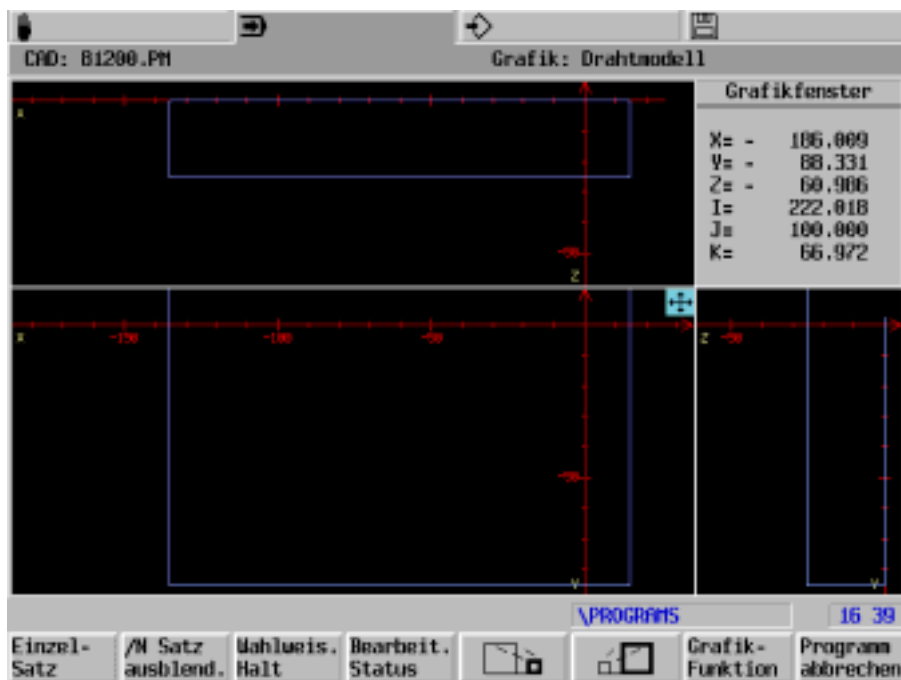 CAD: B1200.PM
Grafik: Drahtmodell
Grafikfenster
X= - 186.009
Y= - 88.331
Z= - 60.986
I= 222.018
J= 100.000
K= 66.972
X
-50
Z
X
-150
-100
-50
-50
Y
Z
-50
Y
\PROGRAMS
16 39
Einzel-
Satz
/N Satz
ausblend.
Wahlweis.
Halt
Bearbeit.
Status
Grafik-
Funktion
Programm
abbrechen